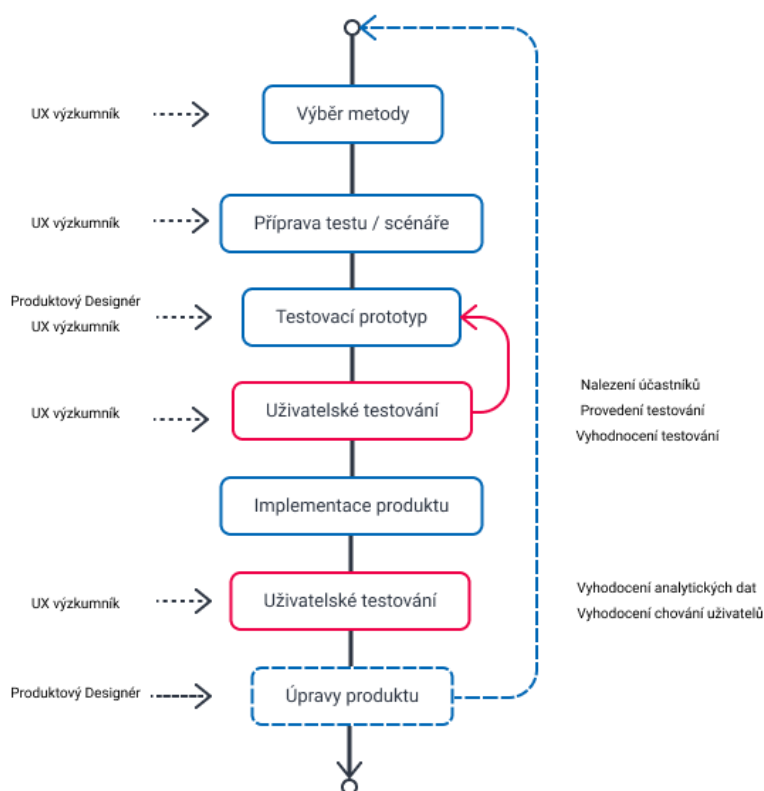 UX výzkumník
Výběr metody
UX výzkumník
Příprava testu / scénáře
Produktový Designér
UX výzkumník
Testovací prototyp
UX výzkumník
Uživatelské testování
Nalezení účastníků
Provedení testování
Vyhodnocení testování
Implementace produktu
UX výzkumník
Uživatelské testování
Vyhodocení analytických dat
Vyhodocení chování uživatelů
Produktový Designér
Úpravy produktu